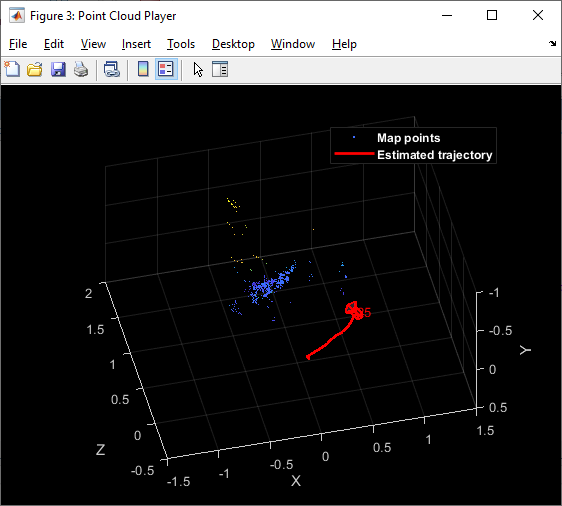 Figure 3: Point Cloud Player
File Edit View Insert Tools Desktop Window Help
Map points
Estimated trajectory
2
1.5
1
0.5
0
-0.5
Z
-1.5
-1
-0.5
0
0.5
1
1.5
X
-1
-0.5
0
0.5
Y